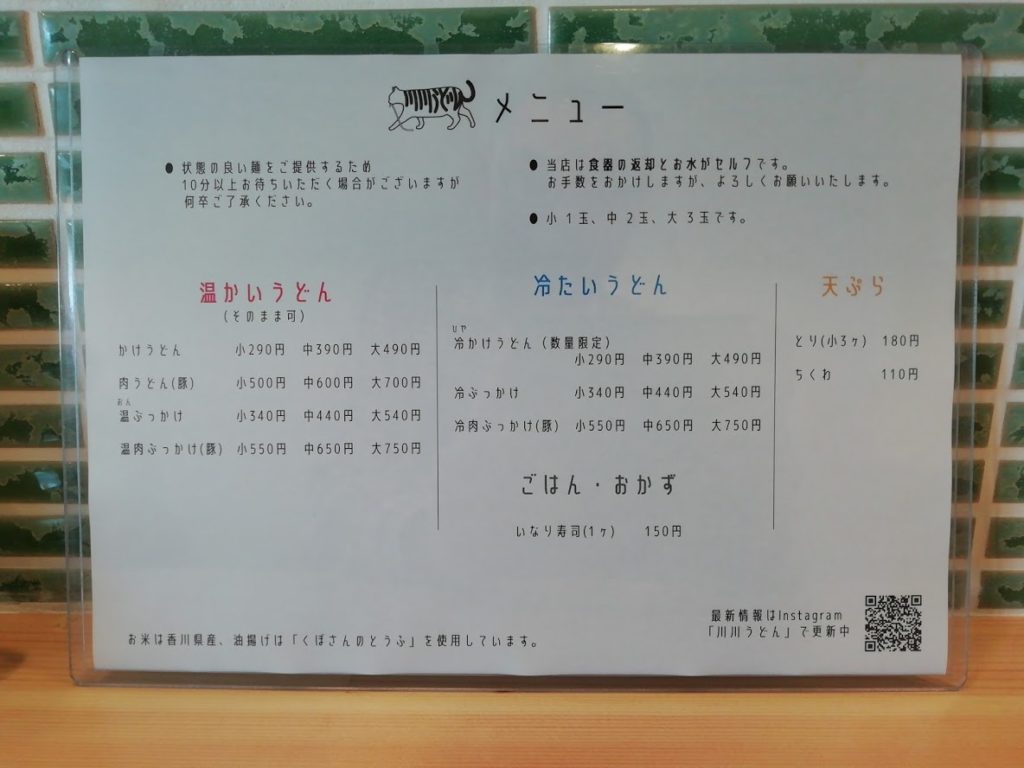 川川うどん メニュー
● 状態の良い麺をご提供するため
10分以上お待ちいただく場合がございますが
何卒ご了承ください。
● 当店は食器の返却とお水がセルフです。
お手数をおかけしますが、よろしくお願いいたします。
● 小 1 玉、中 2 玉、大 3 玉です。
温かいうどん
(そのまま可)
かけうどん 小290円 中390円 大490円
肉うどん(豚) 小500円 中600円 大700円
おん
温ぶっかけ 小340円 中440円 大540円
温肉ぶっかけ(豚) 小550円 中650円 大750円
冷たいうどん
ひや
冷かけうどん (数量限定)
小290円 中390円 大490円
冷ぶっかけ 小340円 中440円 大540円
冷肉ぶっかけ(豚) 小550円 中650円 大750円
ごはん・おかず
いなり寿司(1ヶ) 150円
天ぷら
とり(小3ヶ) 180円
ちくわ 110円
お米は香川県産、油揚げは「くぼさんのとうふ」を使用しています。
最新情報はInstagram
「川川うどん」で更新中